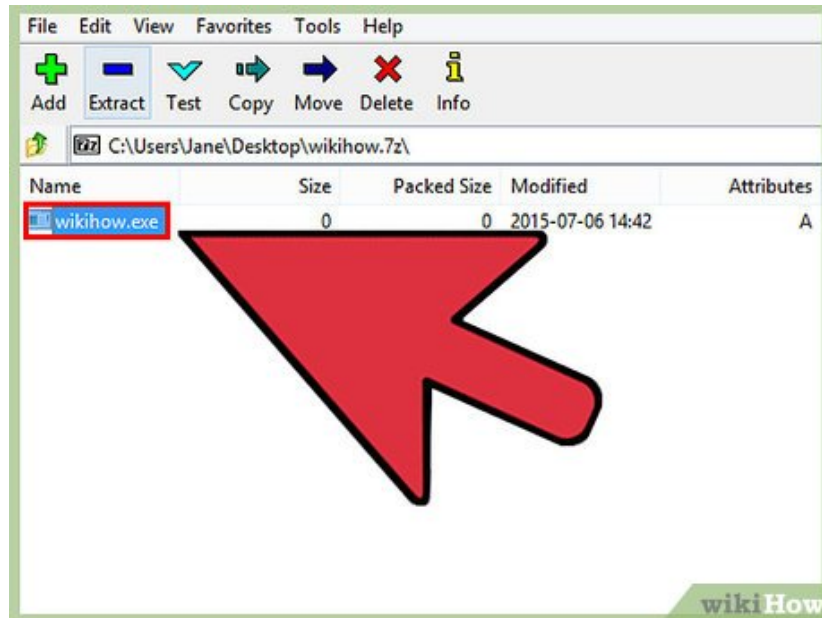 File Edit View Favorites Tools Help
Add Extract Test Copy Move Delete Info
C:\Users\Jane\Desktop\wikihow.7z\
Name Size Packed Size Modified Attributes
wikihow.exe 0 0 2015-07-06 14:42 A
wikiHow